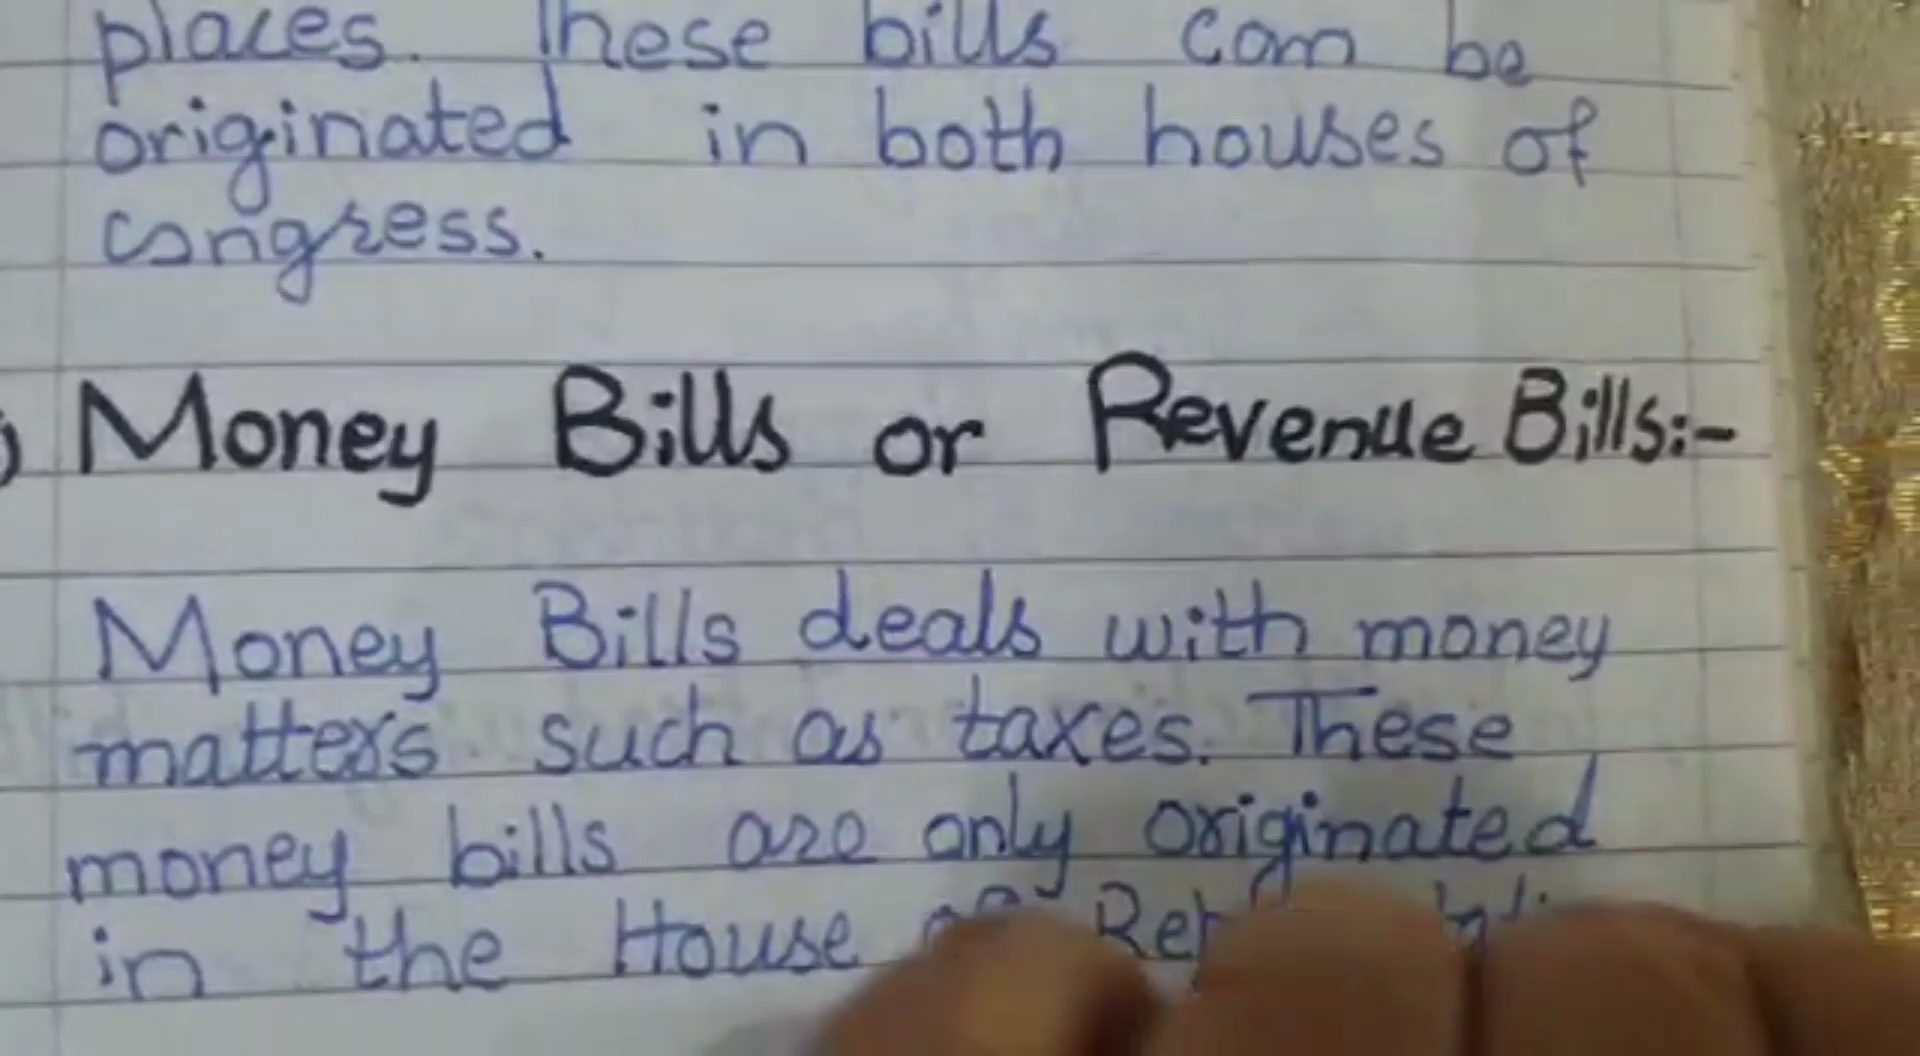 places. These bills can be
originated in both houses of
congress.
) Money Bills or Revenue Bills:-
Money Bills deals with money
matters such as taxes. These
money bills are only originated
in the House